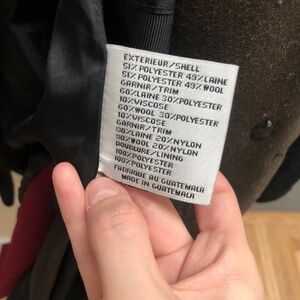 EXTERIEUR/SHELL
51% POLYESTER 49% LAINE
51% POLYESTER 49% WOOL
GARNIR/TRIM
60%LAINE 30%POLYESTER
10%VISCOSE
60%WOOL 30%POLYESTER
10%VISCOSE
GARNIR/TRIM
80%LAINE 20%NYLON
80%WOOL 20%NYLON
DOUBLURE/LINING
100%POLYESTER
100%POLYESTER
FABRIQUE AU GUATEMALA
MADE IN GUATEMALA